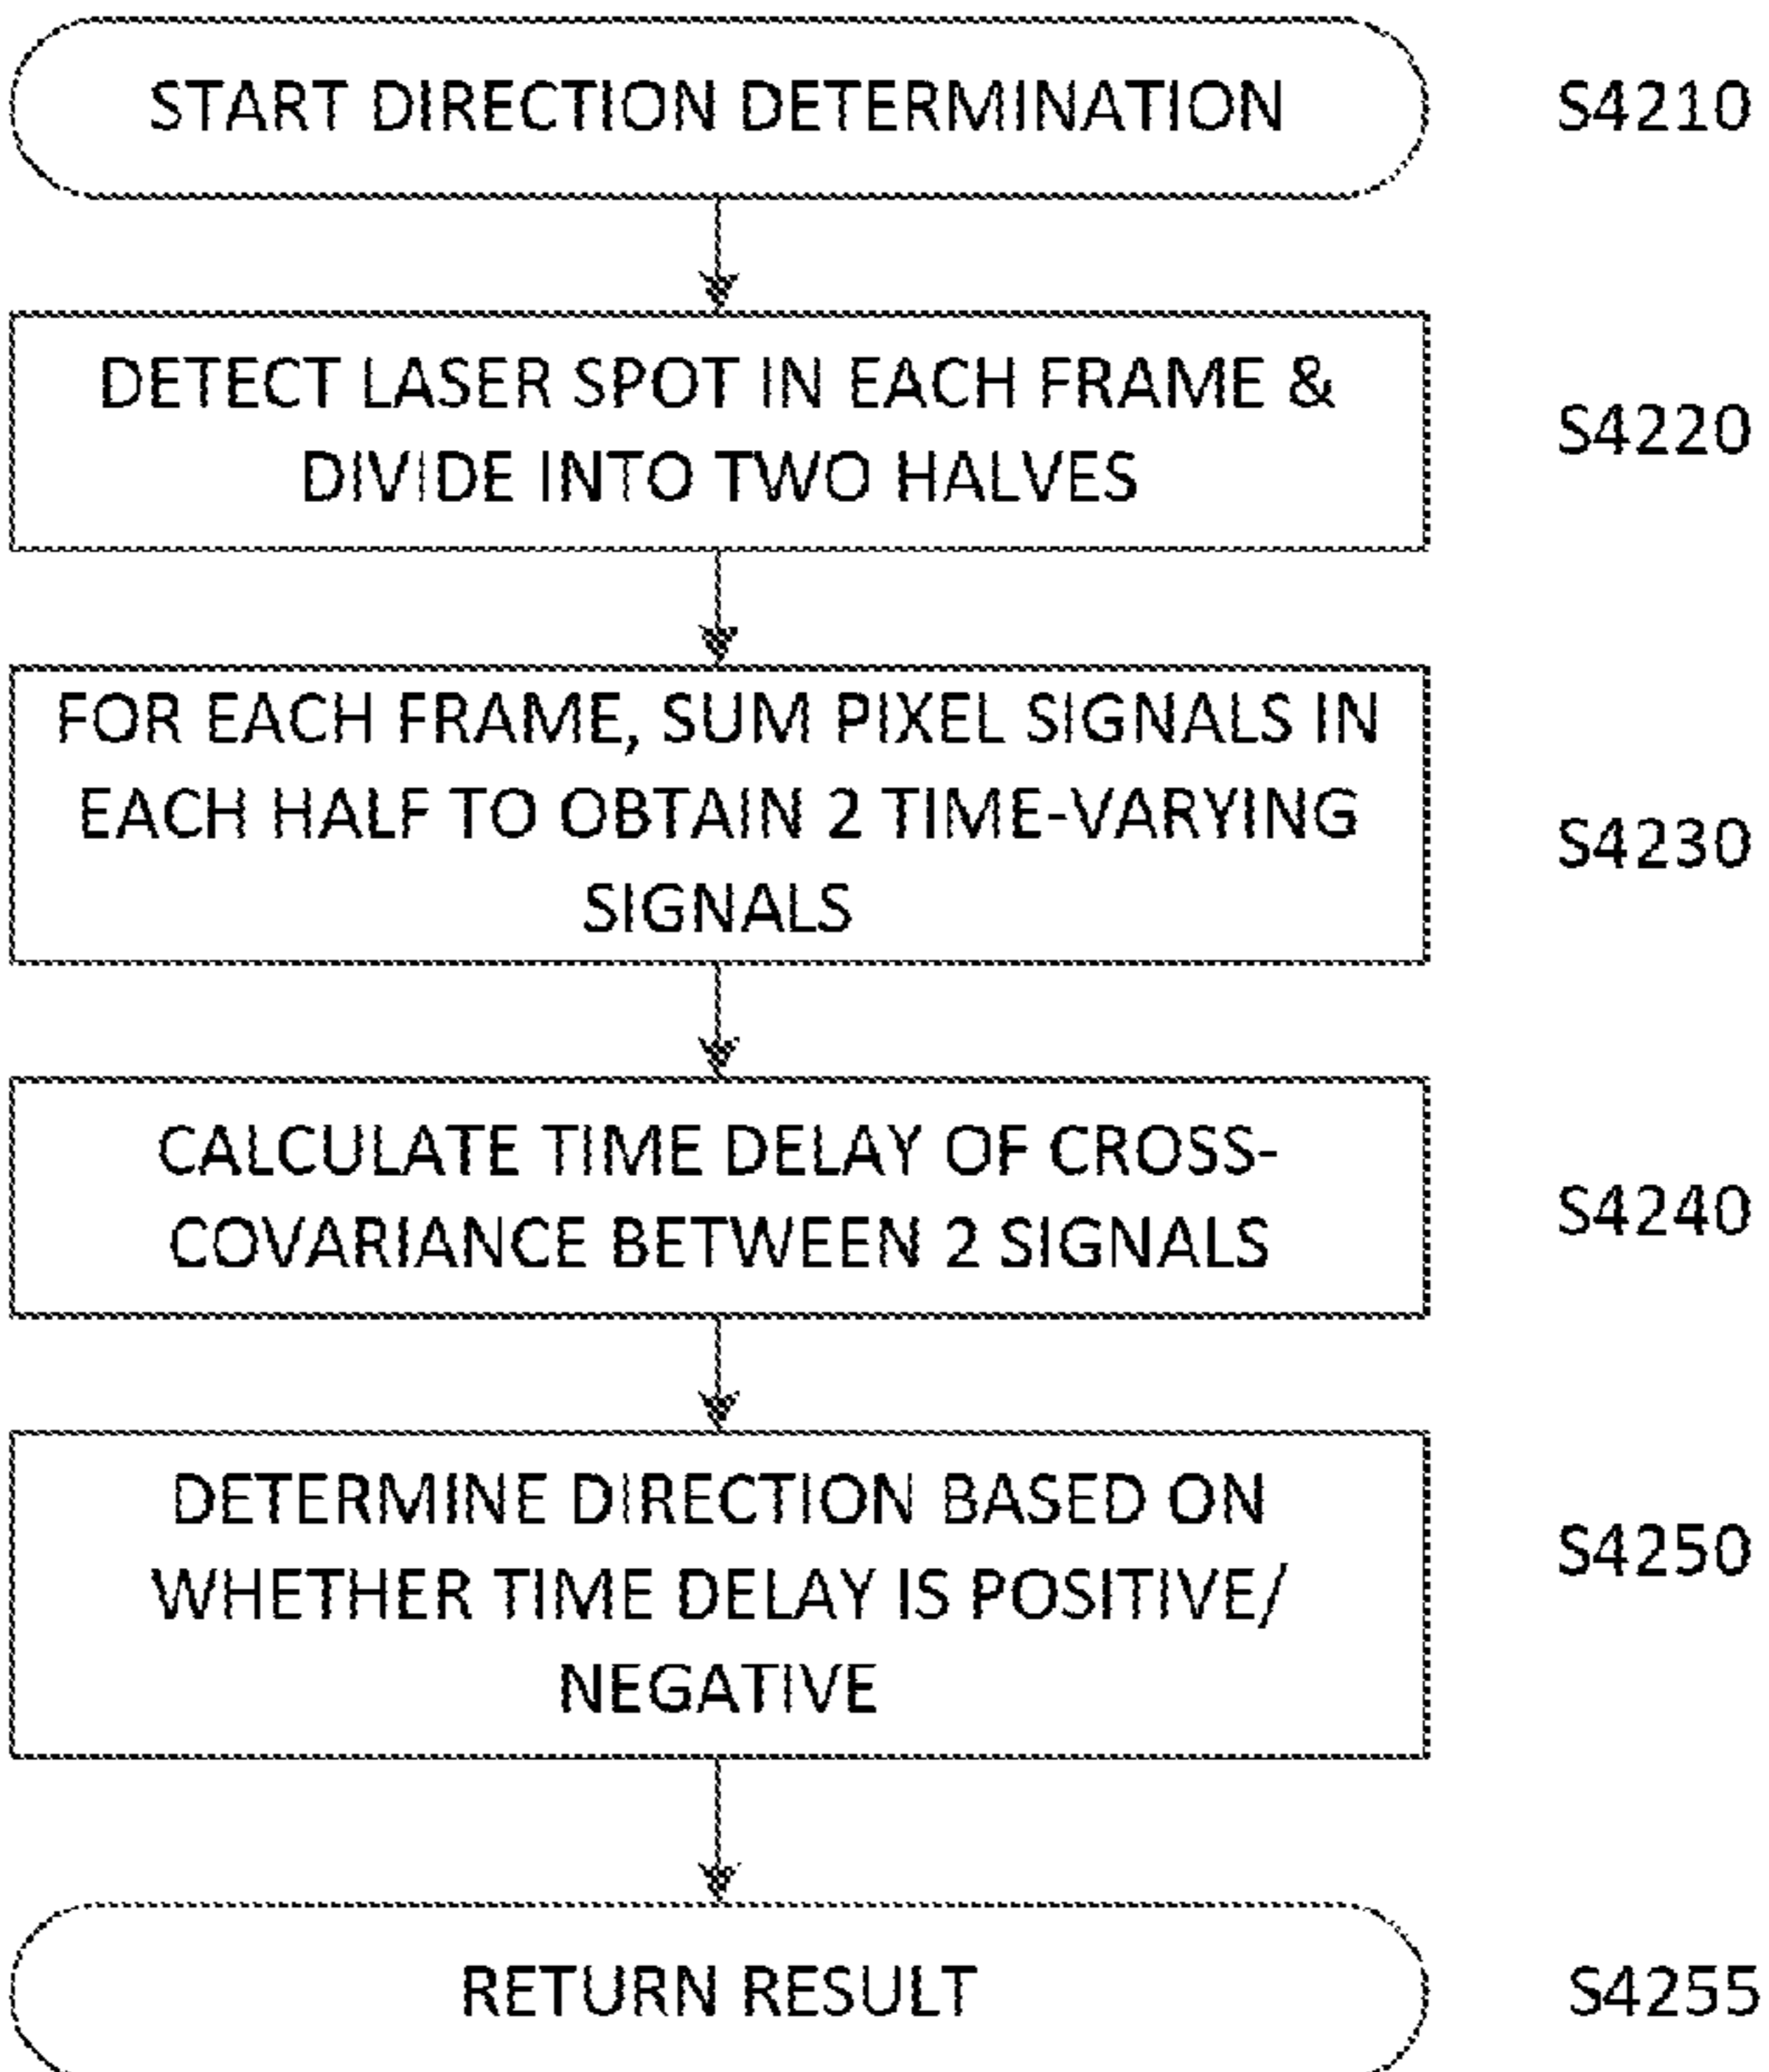 START DIRECTION DETERMINATION
S4210
DETECT LASER SPOT IN EACH FRAME &
DIVIDE INTO TWO HALVES
S4220
FOR EACH FRAME, SUM PIXEL SIGNALS IN
EACH HALF TO OBTAIN 2 TIME-VARYING
SIGNALS
S4230
CALCULATE TIME DELAY OF CROSS-
COVARIANCE BETWEEN 2 SIGNALS
S4240
DETERMINE DIRECTION BASED ON
WHETHER TIME DELAY IS POSITIVE/
NEGATIVE
S4250
RETURN RESULT
S4255